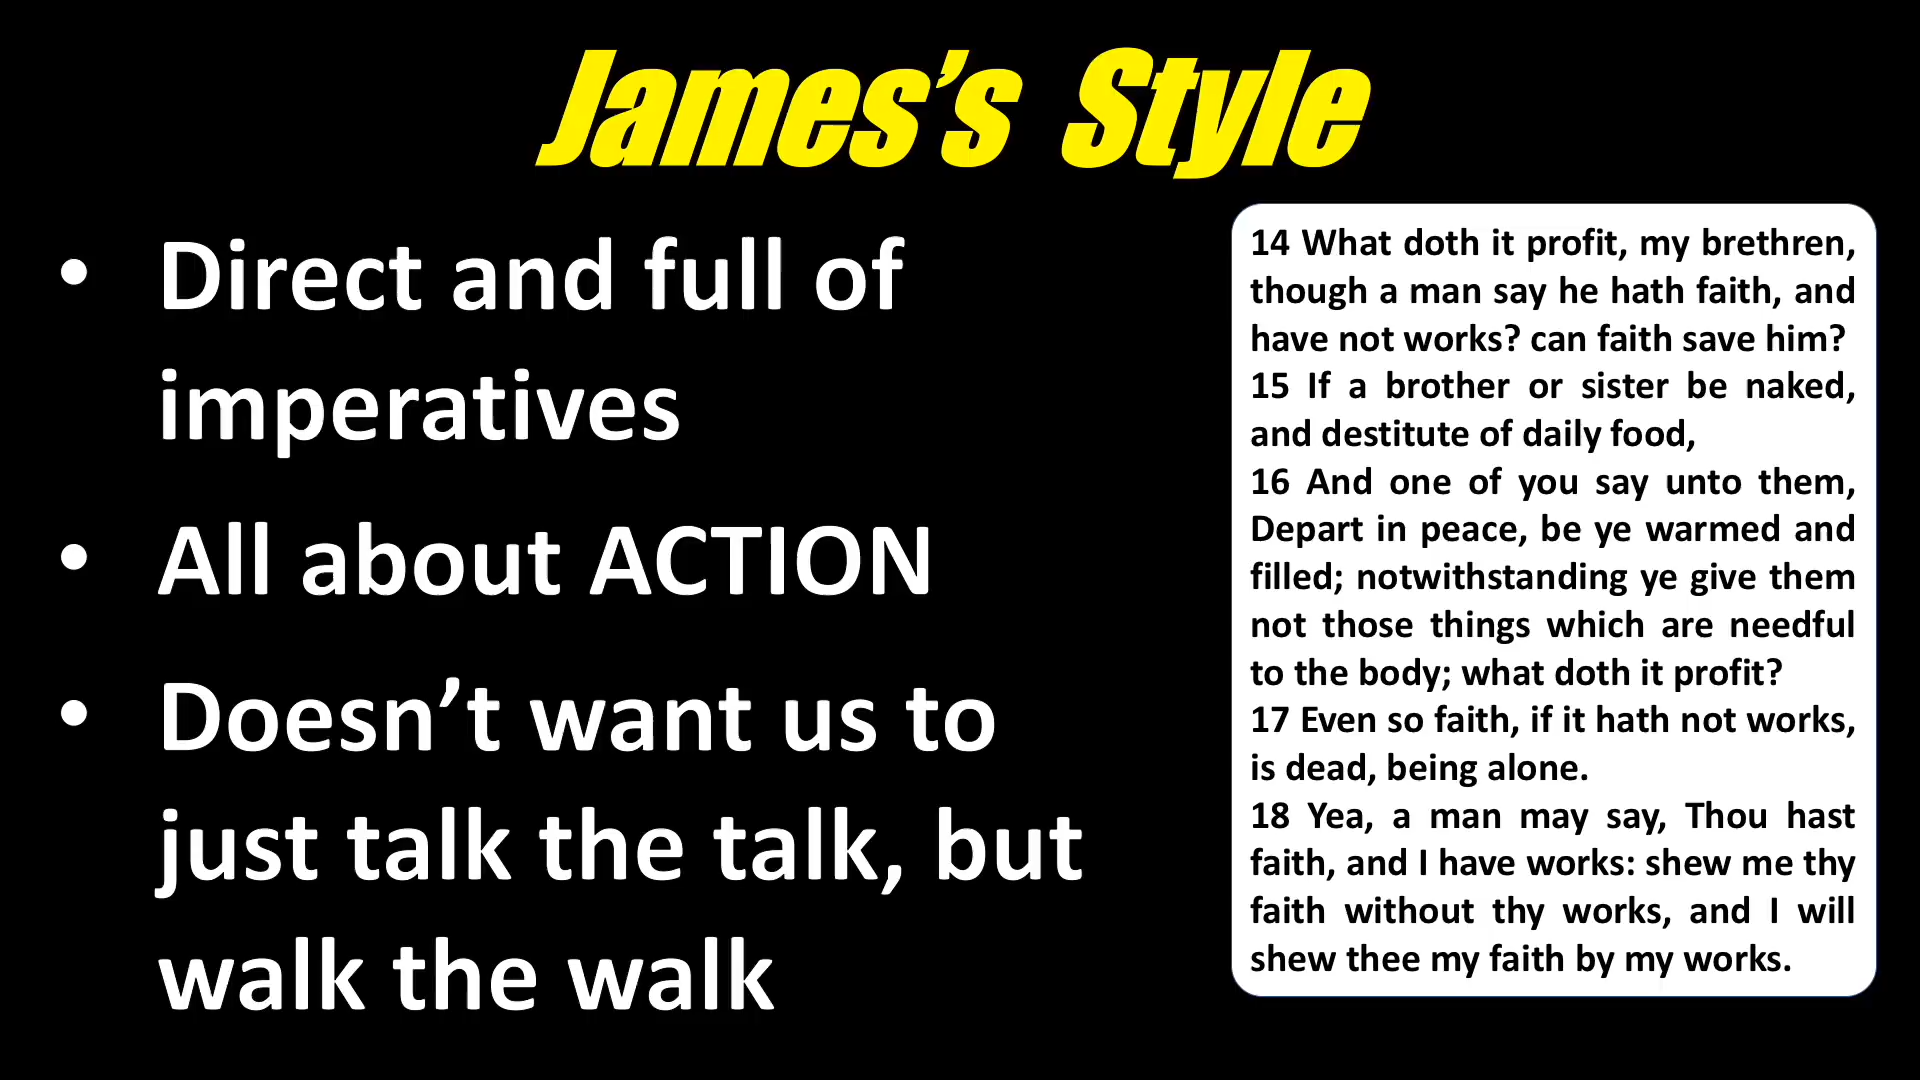 James’s Style
• Direct and full of
imperatives
• All about ACTION
• Doesn’t want us to
just talk the talk, but
walk the walk
14 What doth it profit, my brethren,
though a man say he hath faith, and
have not works? can faith save him?
15 If a brother or sister be naked,
and destitute of daily food,
16 And one of you say unto them,
Depart in peace, be ye warmed and
filled; notwithstanding ye give them
not those things which are needful
to the body; what doth it profit?
17 Even so faith, if it hath not works,
is dead, being alone.
18 Yea, a man may say, Thou hast
faith, and I have works: shew me thy
faith without thy works, and I will
shew thee my faith by my works.